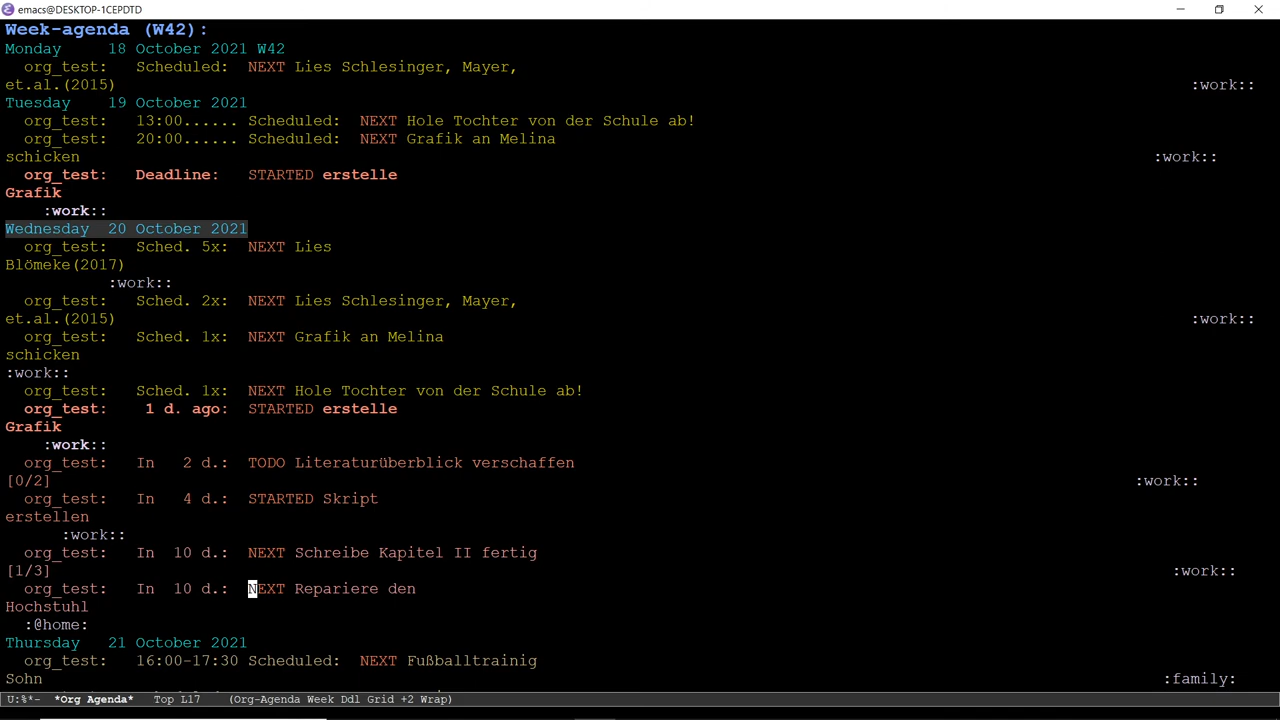 emacs@DESKTOP-1CEPDTD
Week-agenda (W42):
Monday 18 October 2021 W42
org_test: Scheduled: NEXT Lies Schlesinger, Mayer,
et.al.(2015) :work::
Tuesday 19 October 2021
org_test: 13:00...... Scheduled: NEXT Hole Tochter von der Schule ab!
org_test: 20:00...... Scheduled: NEXT Grafik an Melina
schicken :work::
org_test: Deadline: STARTED erstelle
Grafik
:work::
Wednesday 20 October 2021
org_test: Sched. 5x: NEXT Lies
Blömeke(2017)
:work::
org_test: Sched. 2x: NEXT Lies Schlesinger, Mayer,
et.al.(2015) :work::
org_test: Sched. 1x: NEXT Grafik an Melina
schicken
:work::
org_test: Sched. 1x: NEXT Hole Tochter von der Schule ab!
org_test: 1 d. ago: STARTED erstelle
Grafik
:work::
org_test: In 2 d.: TODO Literaturüberblick verschaffen
[0/2] :work::
org_test: In 4 d.: STARTED Skript
erstellen
:work::
org_test: In 10 d.: NEXT Schreibe Kapitel II fertig
[1/3] :work::
org_test: In 10 d.: NEXT Repariere den
Hochstuhl
:@home:
Thursday 21 October 2021
org_test: 16:00-17:30 Scheduled: NEXT Fußballtrainig
Sohn :family:
U:%*- *Org Agenda* Top L17 (Org-Agenda Week Ddl Grid +2 Wrap)